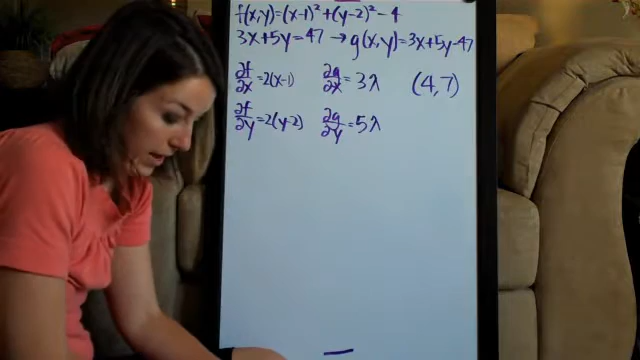 f(x,y)=(x-1)²+(y-2)²-4
3x+5y=47→g(x,y)=3x+5y-47
∂f/∂x=2(x-1) ∂g/∂x=3λ (4,7)
∂f/∂y=2(y-2) ∂g/∂y=5λ